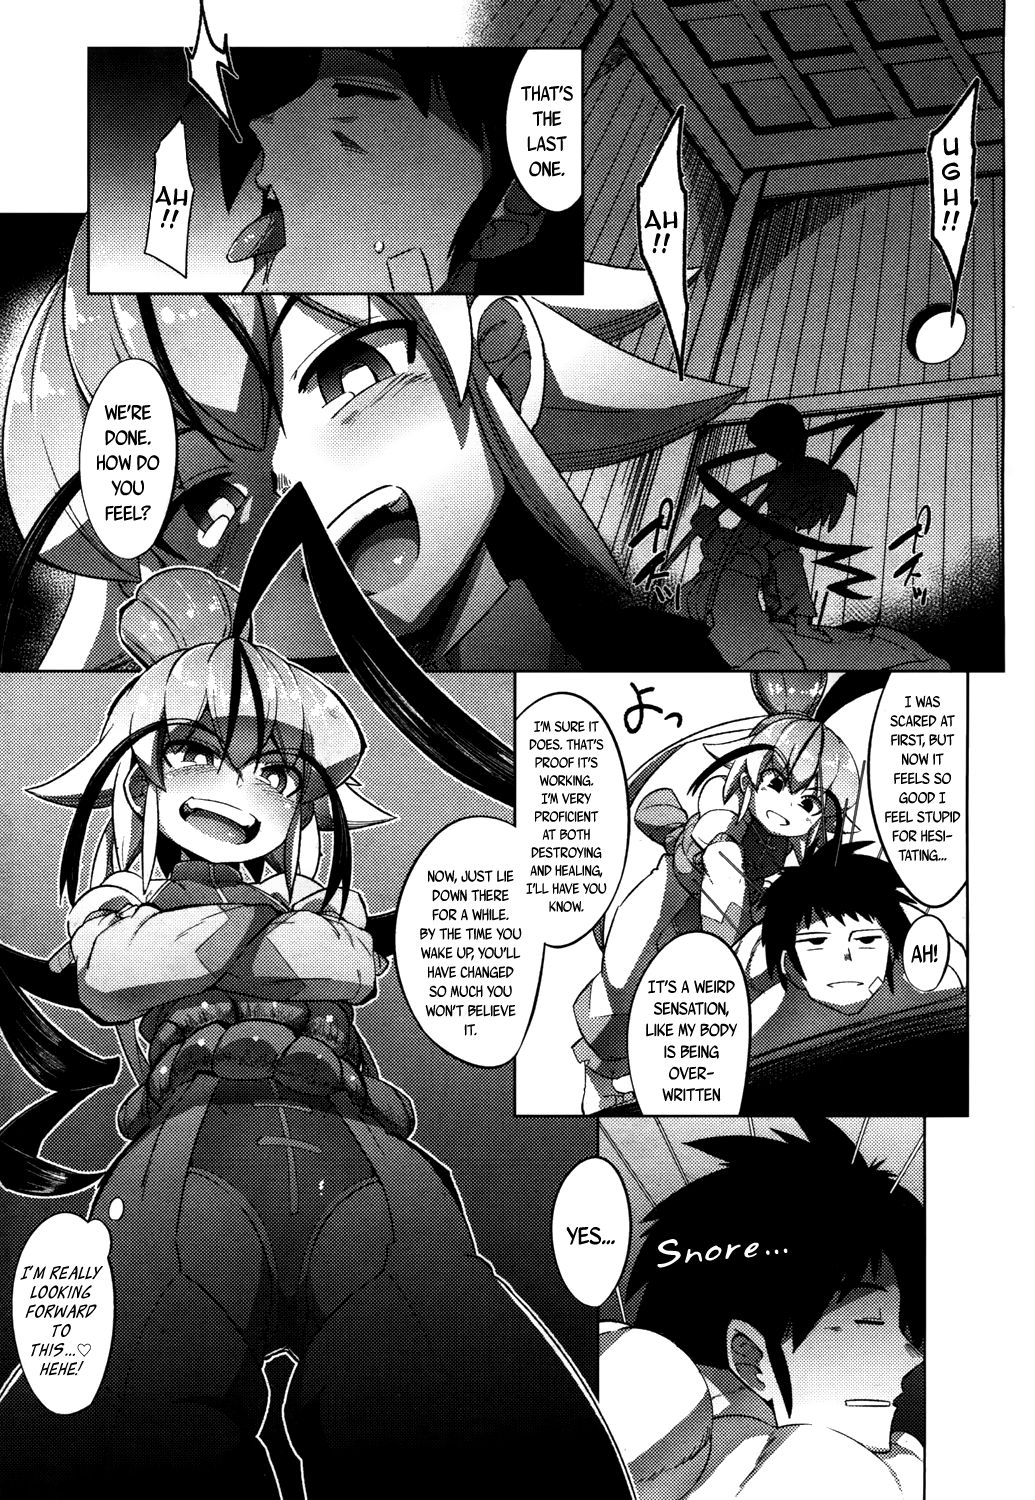 UGH!!
AH!!
THAT'S
THE
LAST
ONE.
AH!!
WE'RE
DONE.
HOW DO
YOU
FEEL?
I WAS
SCARED AT
FIRST, BUT
NOW IT
FEELS SO
GOOD I
FEEL STUPID
FOR HESI-
TATING...
AH!
よっ
I'M SURE IT
DOES. THAT'S
PROOF IT'S
WORKING.
I'M VERY
PROFICIENT
AT BOTH
DESTROYING
AND HEALING,
I'LL HAVE YOU
KNOW.
IT'S A WEIRD
SENSATION,
LIKE MY BODY
IS BEING
OVER-
WRITTEN
NOW, JUST LIE
DOWN THERE
FOR A WHILE.
BY THE TIME YOU
WAKE UP, YOU'LL
HAVE CHANGED
SO MUCH YOU
WON'T BELIEVE
IT.
YES...
Snore...
I'M REALLY
LOOKING
FORWARD
TO
THIS...♡
HEHE!